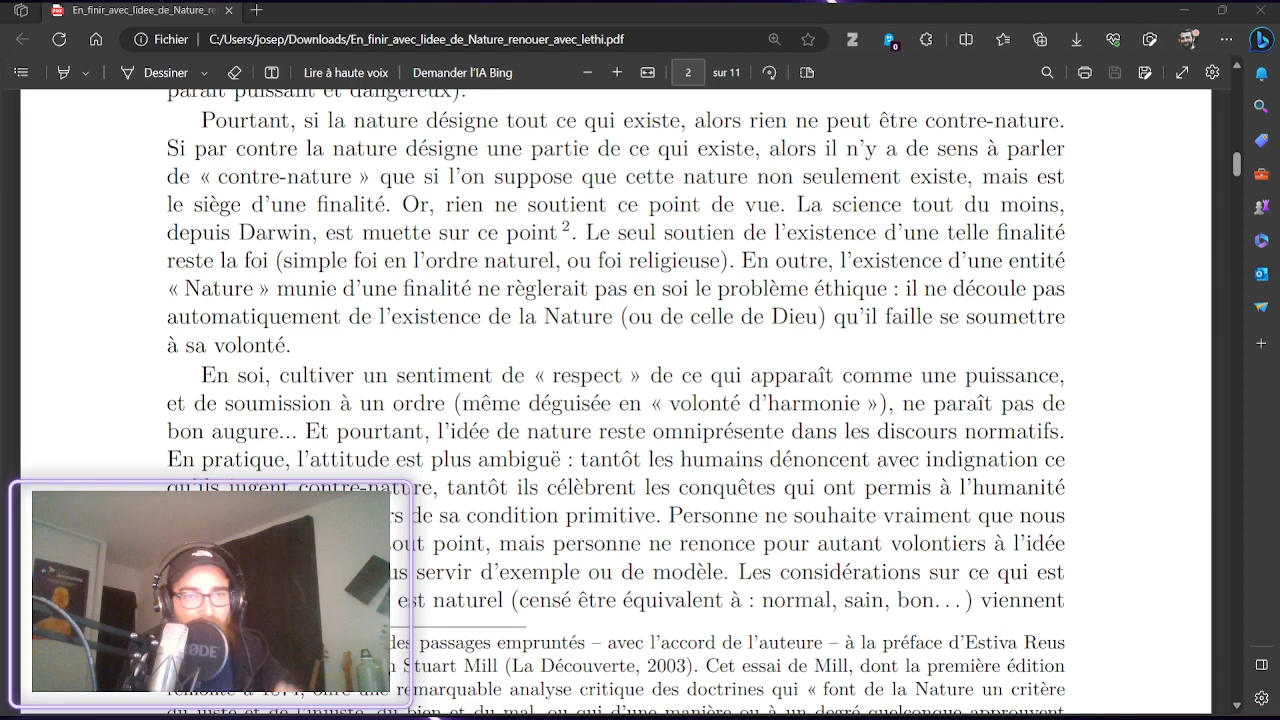 En_finir_avec_lidee_de_Nature_re
Fichier C:/Users/josep/Downloads/En_finir_avec_lidee_de_Nature_renouer_avec_lethi.pdf
Dessiner Lire à haute voix Demander l'IA Bing 2 sur 11
paraît puissant et dangereux).
Pourtant, si la nature désigne tout ce qui existe, alors rien ne peut être contre-nature.
Si par contre la nature désigne une partie de ce qui existe, alors il n'y a de sens à parler
de « contre-nature » que si l'on suppose que cette nature non seulement existe, mais est
le siège d'une finalité. Or, rien ne soutient ce point de vue. La science tout du moins,
depuis Darwin, est muette sur ce point 2. Le seul soutien de l'existence d'une telle finalité
reste la foi (simple foi en l'ordre naturel, ou foi religieuse). En outre, l'existence d'une entité
« Nature » munie d'une finalité ne règlerait pas en soi le problème éthique : il ne découle pas
automatiquement de l'existence de la Nature (ou de celle de Dieu) qu'il faille se soumettre
à sa volonté.
En soi, cultiver un sentiment de « respect » de ce qui apparaît comme une puissance,
et de soumission à un ordre (même déguisée en « volonté d'harmonie »), ne paraît pas de
bon augure... Et pourtant, l'idée de nature reste omniprésente dans les discours normatifs.
En pratique, l'attitude est plus ambiguë : tantôt les humains dénoncent avec indignation ce
qu'ils jugent contre-nature, tantôt ils célèbrent les conquêtes qui ont permis à l'humanité
de sa condition primitive. Personne ne souhaite vraiment que nous
point, mais personne ne renonce pour autant volontiers à l'idée
servir d'exemple ou de modèle. Les considérations sur ce qui est
est naturel (censé être équivalent à : normal, sain, bon...) viennent
des passages empruntés – avec l'accord de l'auteure – à la préface d'Estiva Reus
Stuart Mill (La Découverte, 2003). Cet essai de Mill, dont la première édition
remarquable analyse critique des doctrines qui « font de la Nature un critère
du juste et de l'injuste, du bien et du mal, ou qui d'une manière ou à un degré quelconque approuvent
RØDE